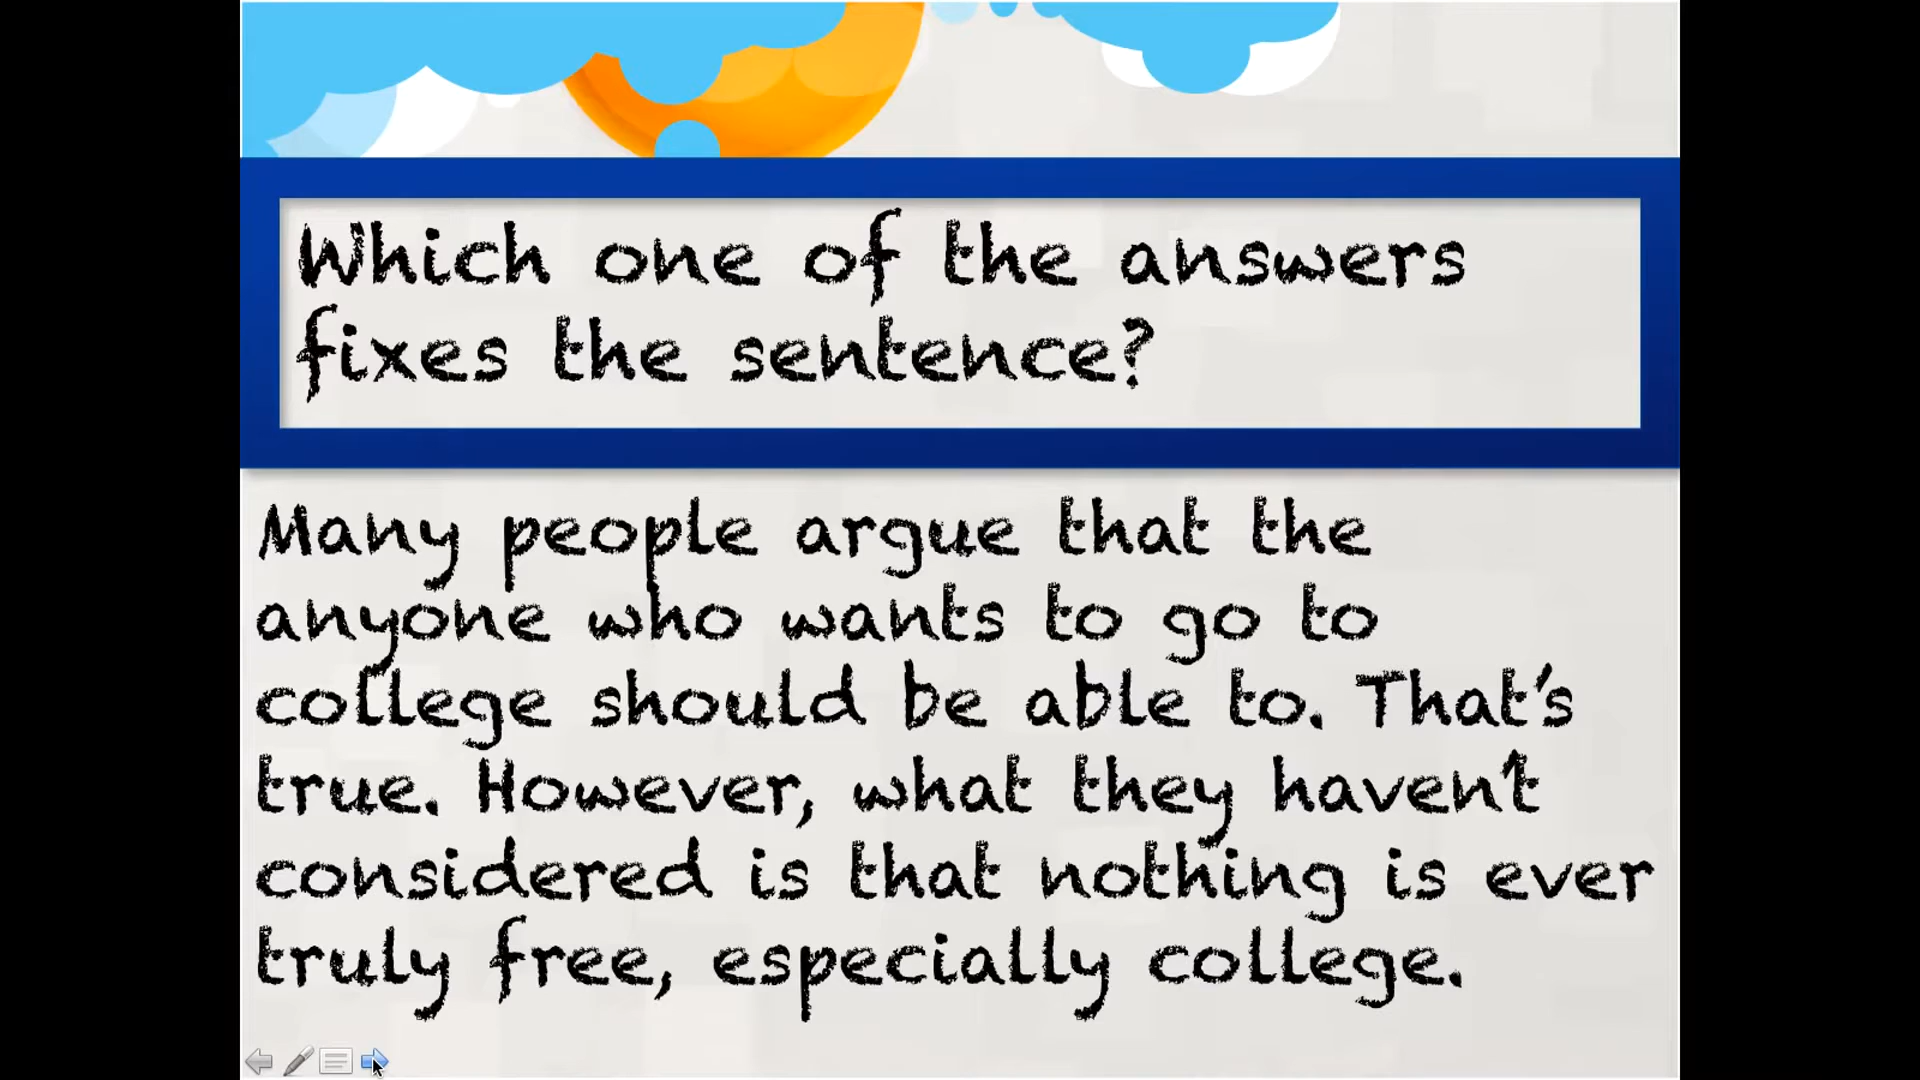 Which one of the answers
fixes the sentence?
Many people argue that the
anyone who wants to go to
college should be able to. That's
true. However, what they haven't
considered is that nothing is ever
truly free, especially college.